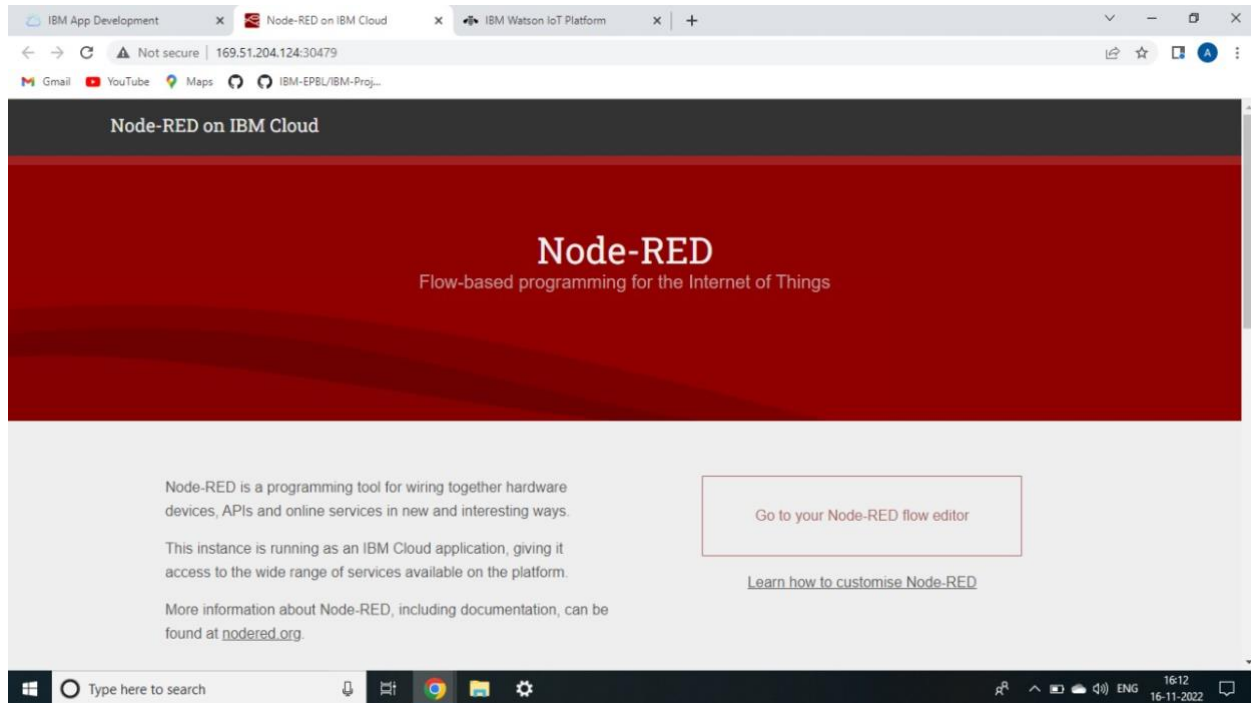 IBM App Development
Node-RED on IBM Cloud
IBM Watson IoT Platform
Not secure | 169.51.204.124:30479
A
Gmail
YouTube
Maps
IBM-EPBL/IBM-Proj...
Node-RED on IBM Cloud
Node-RED
Flow-based programming for the Internet of Things
Node-RED is a programming tool for wiring together hardware
devices, APIs and online services in new and interesting ways.
This instance is running as an IBM Cloud application, giving it
access to the wide range of services available on the platform.
More information about Node-RED, including documentation, can be
found at nodered.org.
Go to your Node-RED flow editor
Learn how to customise Node-RED
Type here to search
ENG
16:12
16-11-2022